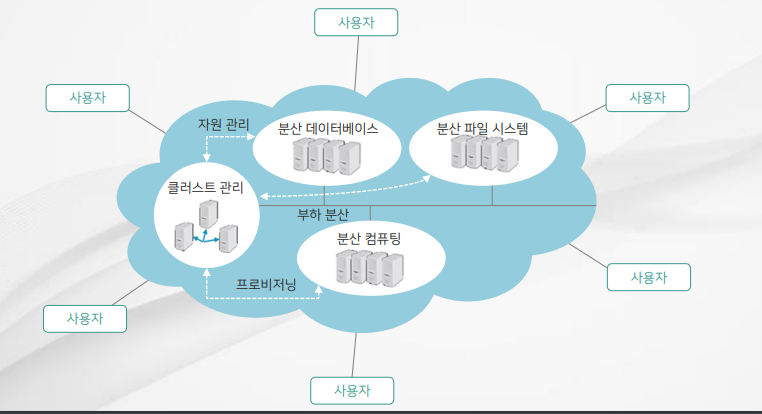 사용자
사용자
사용자
자원 관리
분산 데이터베이스
분산 파일 시스템
클러스트 관리
부하 분산
분산 컴퓨팅
프로비저닝
사용자
사용자
사용자